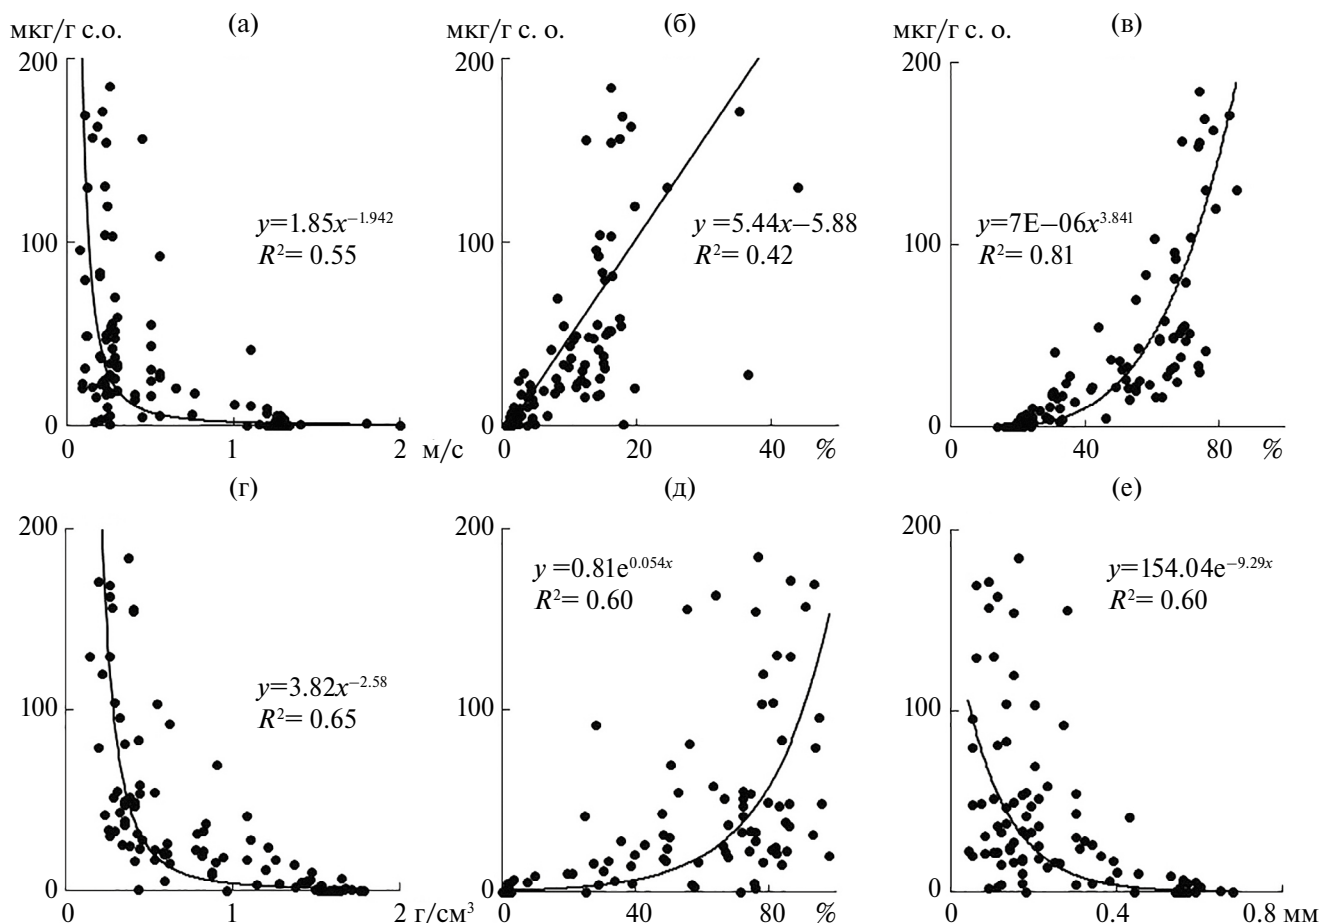 (а) (б) (в)
мкг/г с.о. мкг/г с. о. мкг/г с. о.
200 200 200
y=1.85x⁻¹·⁹⁴² y =5.44x−5.88 y=7E−06x³·⁸⁴¹
R²= 0.55 R²= 0.42 R²= 0.81
100 100 100
0 0 0
0 1 2 м/с 0 20 40 % 0 40 80 %
(г) (д) (е)
200 200 200
y =0.81e⁰·⁰⁵⁴ˣ y=154.04e⁻⁹·²⁹ˣ
R²= 0.60 R²= 0.60
y=3.82x⁻²·⁵⁸
R²= 0.65
100 100 100
0 0 0
0 1 2 г/см³ 0 40 80 % 0 0.4 0.8 мм